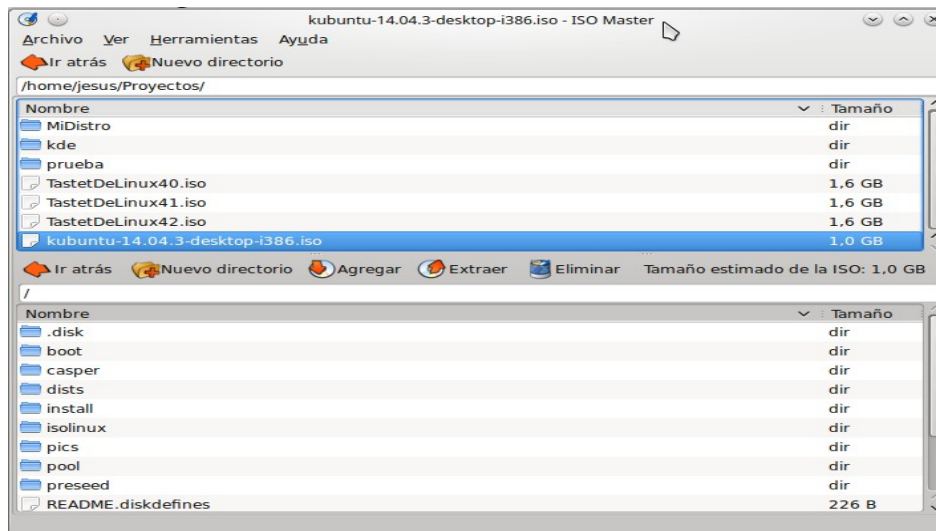 kubuntu-14.04.3-desktop-i386.iso - ISO Master
Archivo Ver Herramientas Ayuda
Ir atrás Nuevo directorio
/home/jesus/Proyectos/
Nombre Tamaño
MiDistro dir
kde dir
prueba dir
TastetDeLinux40.iso 1,6 GB
TastetDeLinux41.iso 1,6 GB
TastetDeLinux42.iso 1,6 GB
kubuntu-14.04.3-desktop-i386.iso 1,0 GB
Ir atrás Nuevo directorio Agregar Extraer Eliminar Tamaño estimado de la ISO: 1,0 GB
/
Nombre Tamaño
.disk dir
boot dir
casper dir
dists dir
install dir
isolinux dir
pics dir
pool dir
preseed dir
README.diskdefines 226 B